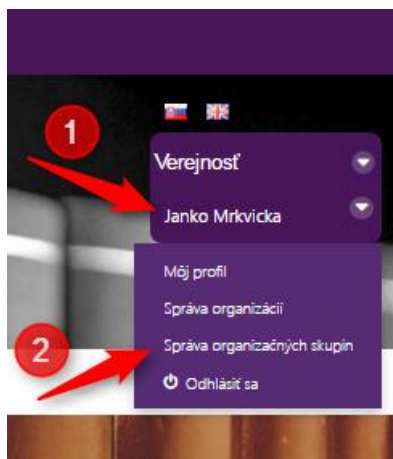 1
Verejnosť
Janko Mrkvicka
Môj profil
Správa organizácií
2
Správa organizačných skupín
Odhlásiť sa